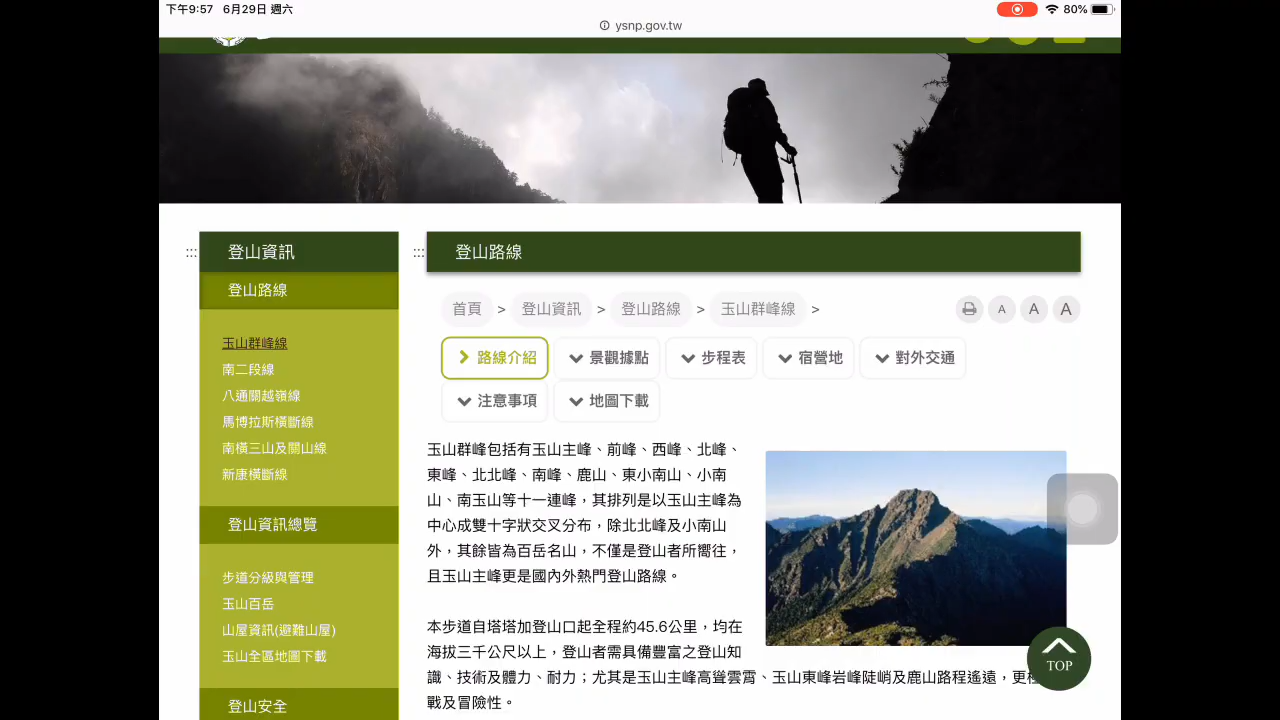 下午9:57 6月29日 週六
80%
ysnp.gov.tw
::: 登山資訊
登山路線
玉山群峰線
南二段線
八通關越嶺線
馬博拉斯橫斷線
南橫三山及關山線
新康橫斷線
登山資訊總覽
步道分級與管理
玉山百岳
山屋資訊(避難山屋)
玉山全區地圖下載
登山安全
::: 登山路線
首頁 > 登山資訊 > 登山路線 > 玉山群峰線 >
A A A
路線介紹 景觀據點 步程表 宿營地 對外交通
注意事項 地圖下載
玉山群峰包括有玉山主峰、前峰、西峰、北峰、
東峰、北北峰、南峰、鹿山、東小南山、小南
山、南玉山等十一連峰，其排列是以玉山主峰為
中心成雙十字狀交叉分布，除北北峰及小南山
外，其餘皆為百岳名山，不僅是登山者所嚮往，
且玉山主峰更是國內外熱門登山路線。
本步道自塔塔加登山口起全程約45.6公里，均在
海拔三千公尺以上，登山者需具備豐富之登山知
識、技術及體力、耐力；尤其是玉山主峰高聳雲霄、玉山東峰岩峰陡峭及鹿山路程遙遠，更
戰及冒險性。
TOP